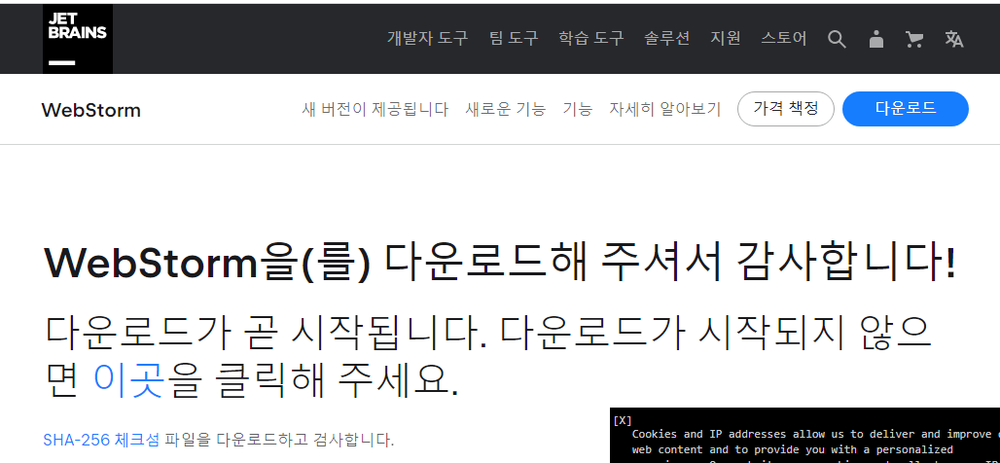 JET
BRAINS
개발자 도구 팀 도구 학습 도구 솔루션 지원 스토어
WebStorm 새 버전이 제공됩니다 새로운 기능 기능 자세히 알아보기 가격 책정 다운로드
WebStorm을(를) 다운로드해 주셔서 감사합니다!
다운로드가 곧 시작됩니다. 다운로드가 시작되지 않으
면 이곳을 클릭해 주세요.
SHA-256 체크섬 파일을 다운로드하고 검사합니다.
[X]
Cookies and IP addresses allow us to deliver and improve
web content and to provide you with a personalized